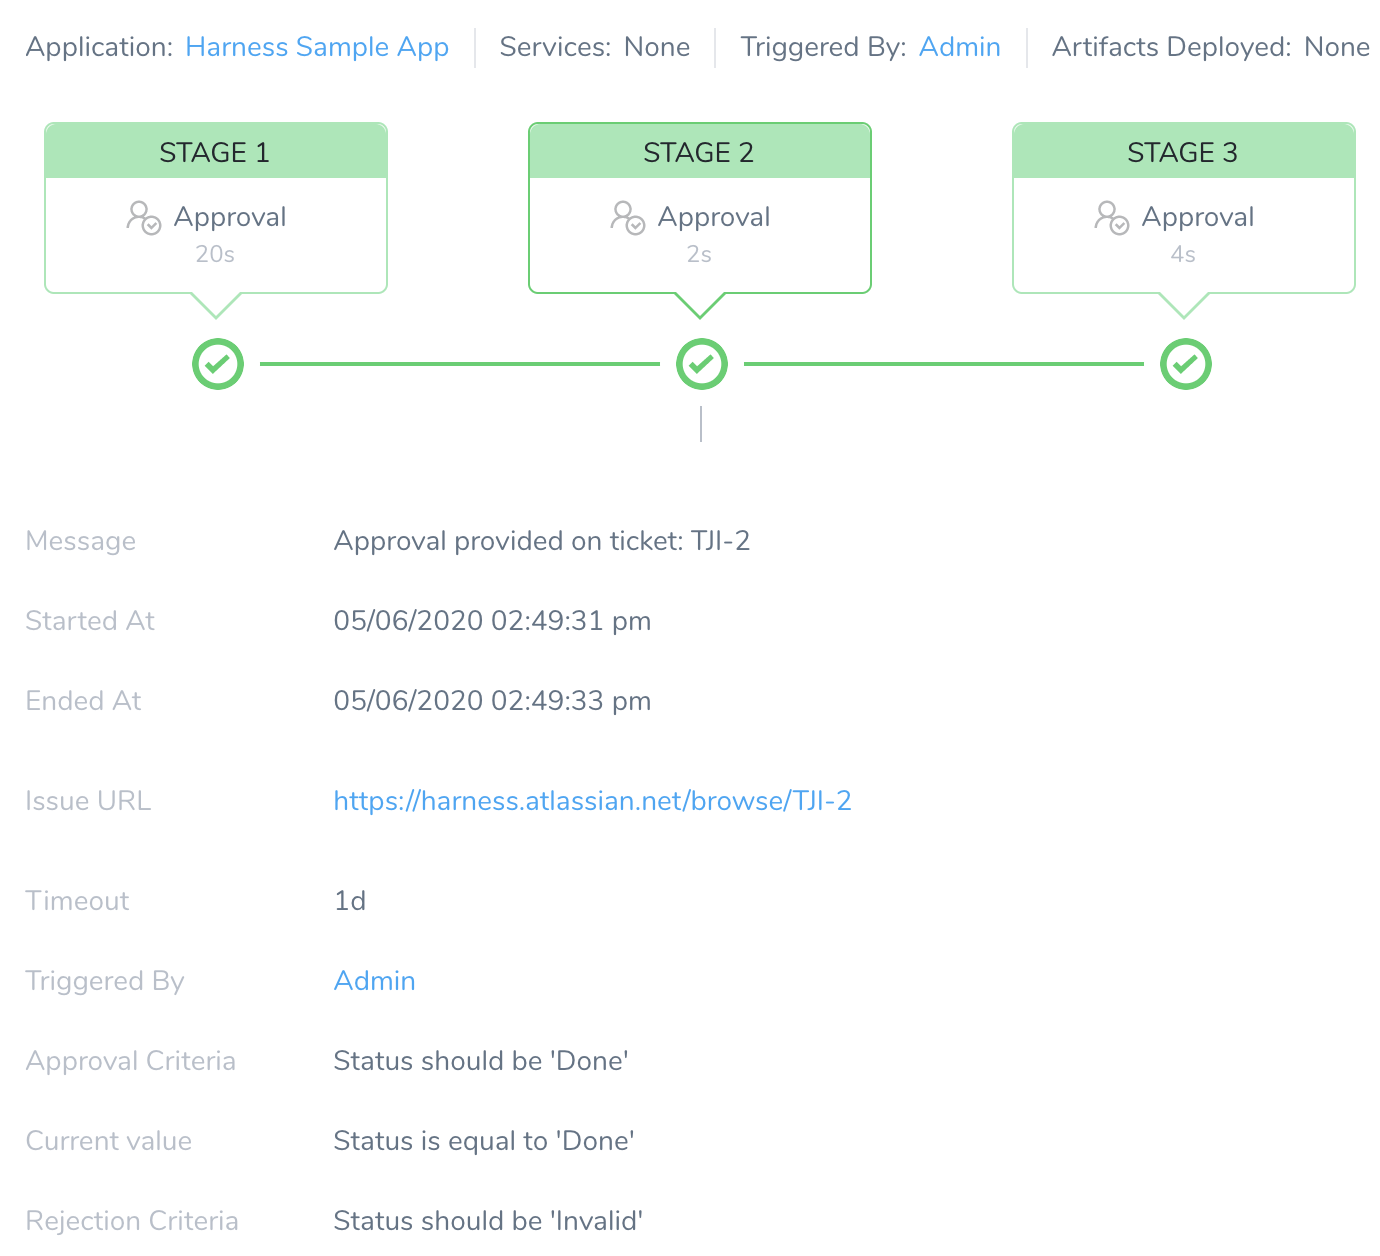 Application: Harness Sample App Services: None Triggered By: Admin Artifacts Deployed: None
STAGE 1 STAGE 2 STAGE 3
Approval Approval Approval
20s 2s 4s
Message Approval provided on ticket: TJI-2
Started At 05/06/2020 02:49:31 pm
Ended At 05/06/2020 02:49:33 pm
Issue URL https://harness.atlassian.net/browse/TJI-2
Timeout 1d
Triggered By Admin
Approval Criteria Status should be 'Done'
Current value Status is equal to 'Done'
Rejection Criteria Status should be 'Invalid'